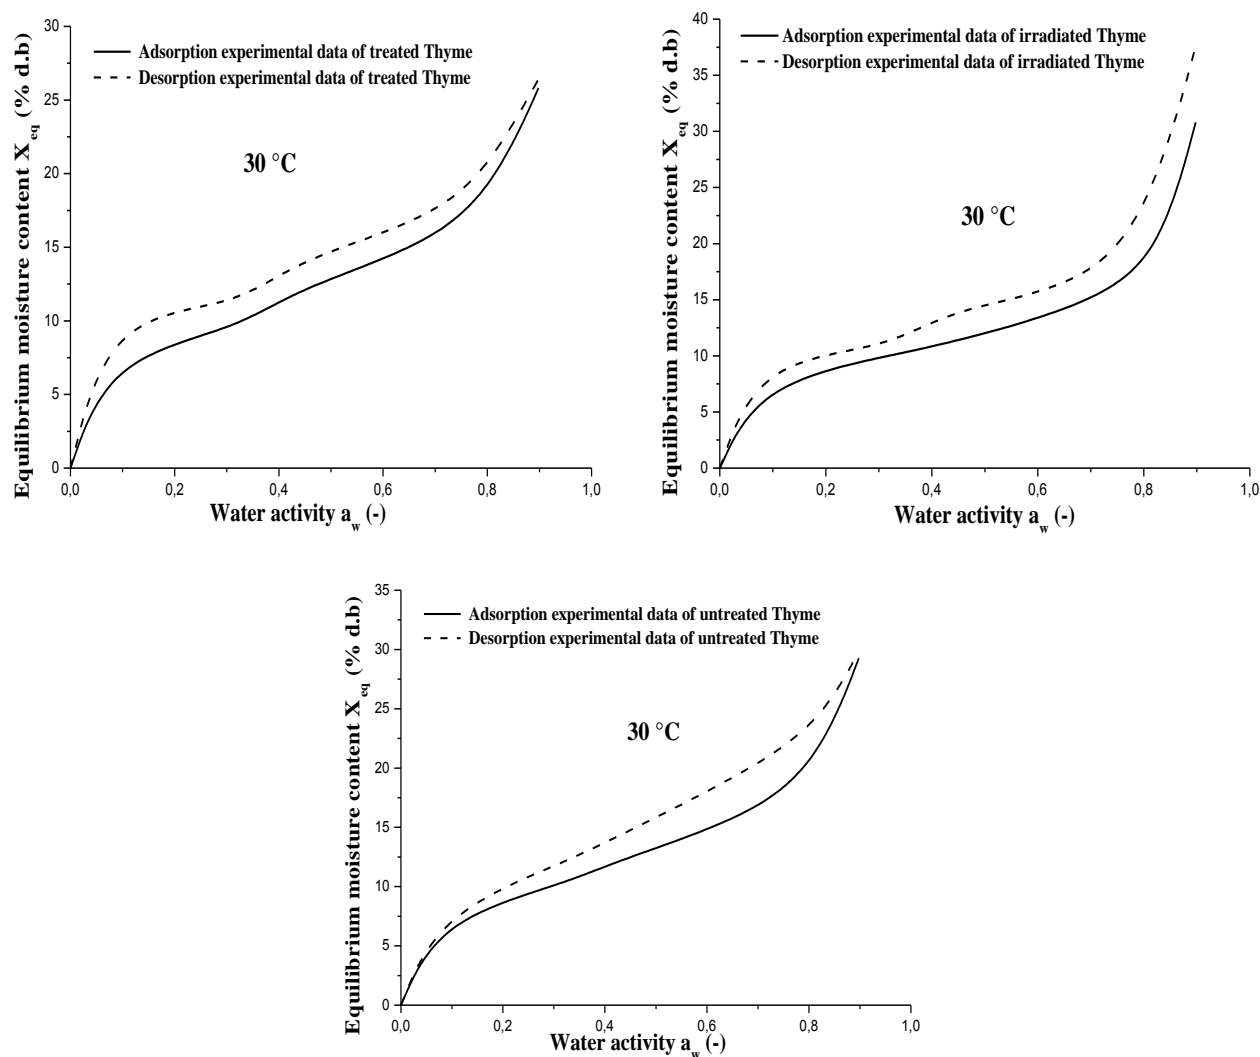 30
25
20
15
10
5
0
Equilibrium moisture content X_eq (% d.b)
Adsorption experimental data of treated Thyme
Desorption experimental data of treated Thyme
30 °C
0,0 0,2 0,4 0,6 0,8 1,0
Water activity a_w (-)
40
35
30
25
20
15
10
5
0
Equilibrium moisture content X_eq (% d.b)
Adsorption experimental data of irradiated Thyme
Desorption experimental data of irradiated Thyme
30 °C
0,0 0,2 0,4 0,6 0,8 1,0
Water activity a_w (-)
35
30
25
20
15
10
5
0
Equilibrium moisture content X_eq (% d.b)
Adsorption experimental data of untreated Thyme
Desorption experimental data of untreated Thyme
30 °C
0,0 0,2 0,4 0,6 0,8 1,0
Water activity a_w (-)